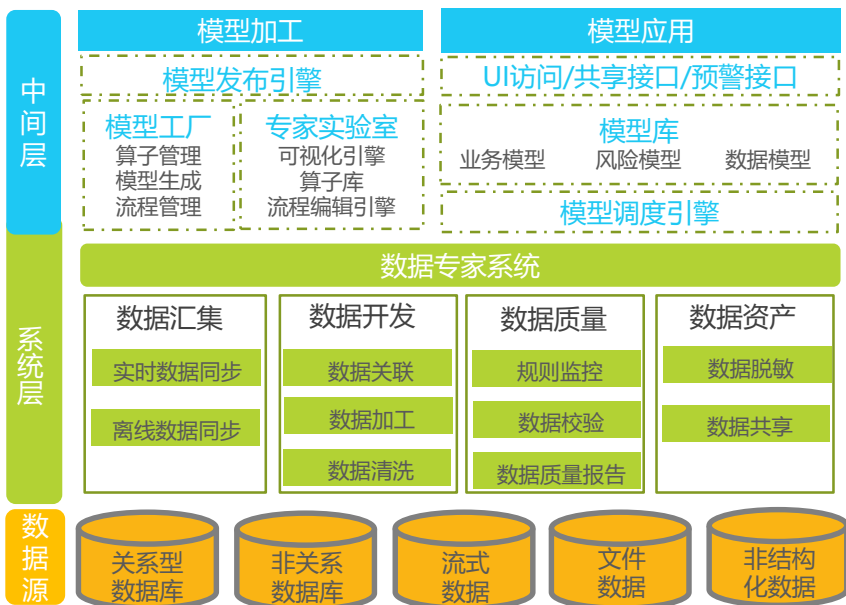 中间层
模型加工
模型发布引擎
模型工厂
算子管理
模型生成
流程管理
专家实验室
可视化引擎
算子库
流程编辑引擎
模型应用
UI访问/共享接口/预警接口
模型库
业务模型 风险模型 数据模型
模型调度引擎
系统层
数据专家系统
数据汇集
实时数据同步
离线数据同步
数据开发
数据关联
数据加工
数据清洗
数据质量
规则监控
数据校验
数据质量报告
数据资产
数据脱敏
数据共享
数据源
关系型
数据库
非关系
数据库
流式
数据
文件
数据
非结构
化数据